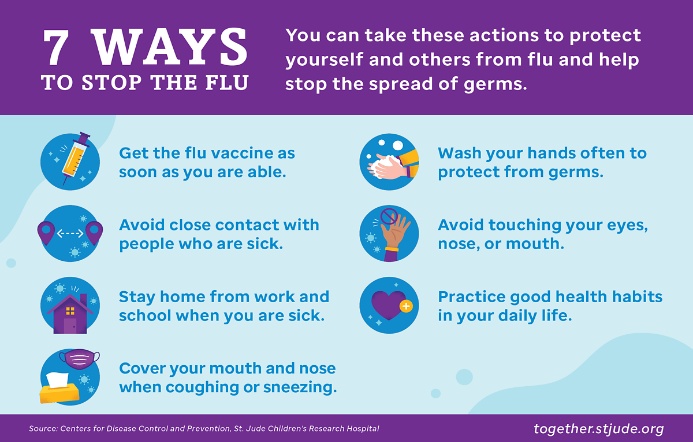 7 WAYS
TO STOP THE FLU
You can take these actions to protect
yourself and others from flu and help
stop the spread of germs.
Get the flu vaccine as
soon as you are able.
Avoid close contact with
people who are sick.
Stay home from work and
school when you are sick.
Cover your mouth and nose
when coughing or sneezing.
Wash your hands often to
protect from germs.
Avoid touching your eyes,
nose, or mouth.
Practice good health habits
in your daily life.
Source: Centers for Disease Control and Prevention, St. Jude Children's Research Hospital
together.stjude.org